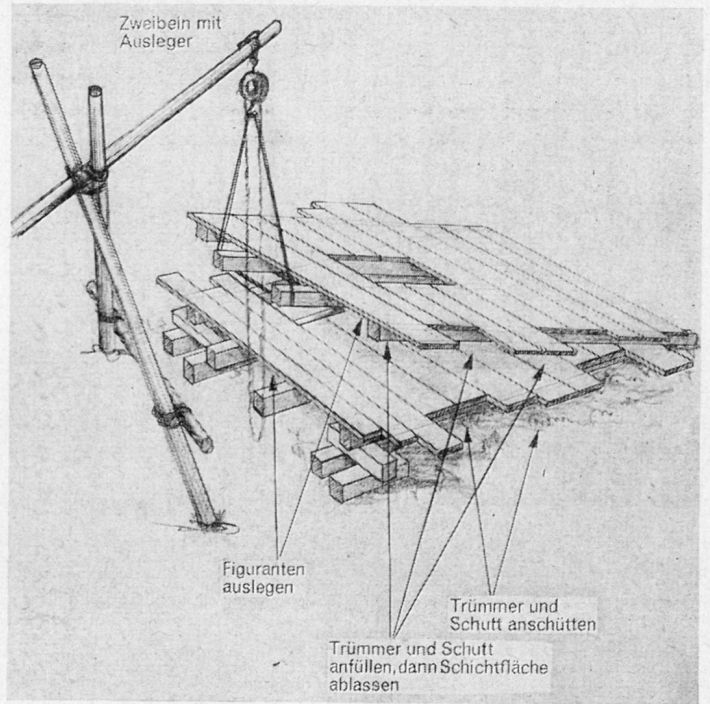 Zweibein mit
Ausleger
Figuranten
auslegen
Trümmer und
Schutt anschütten
Trümmer und Schutt
anfüllen, dann Schichtfläche
ablassen